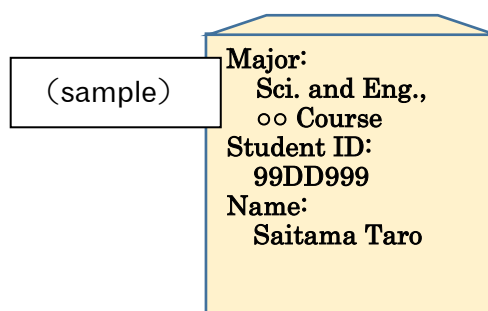 （sample）
Major:
Sci. and Eng.,
○○ Course
Student ID:
99DD999
Name:
Saitama Taro